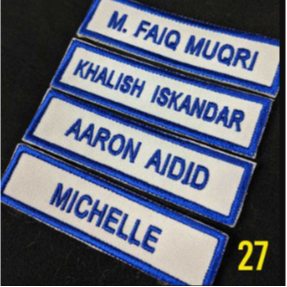 M. FAIQ MUQRI
KHALISH ISKANDAR
AARON AIDID
MICHELLE
27